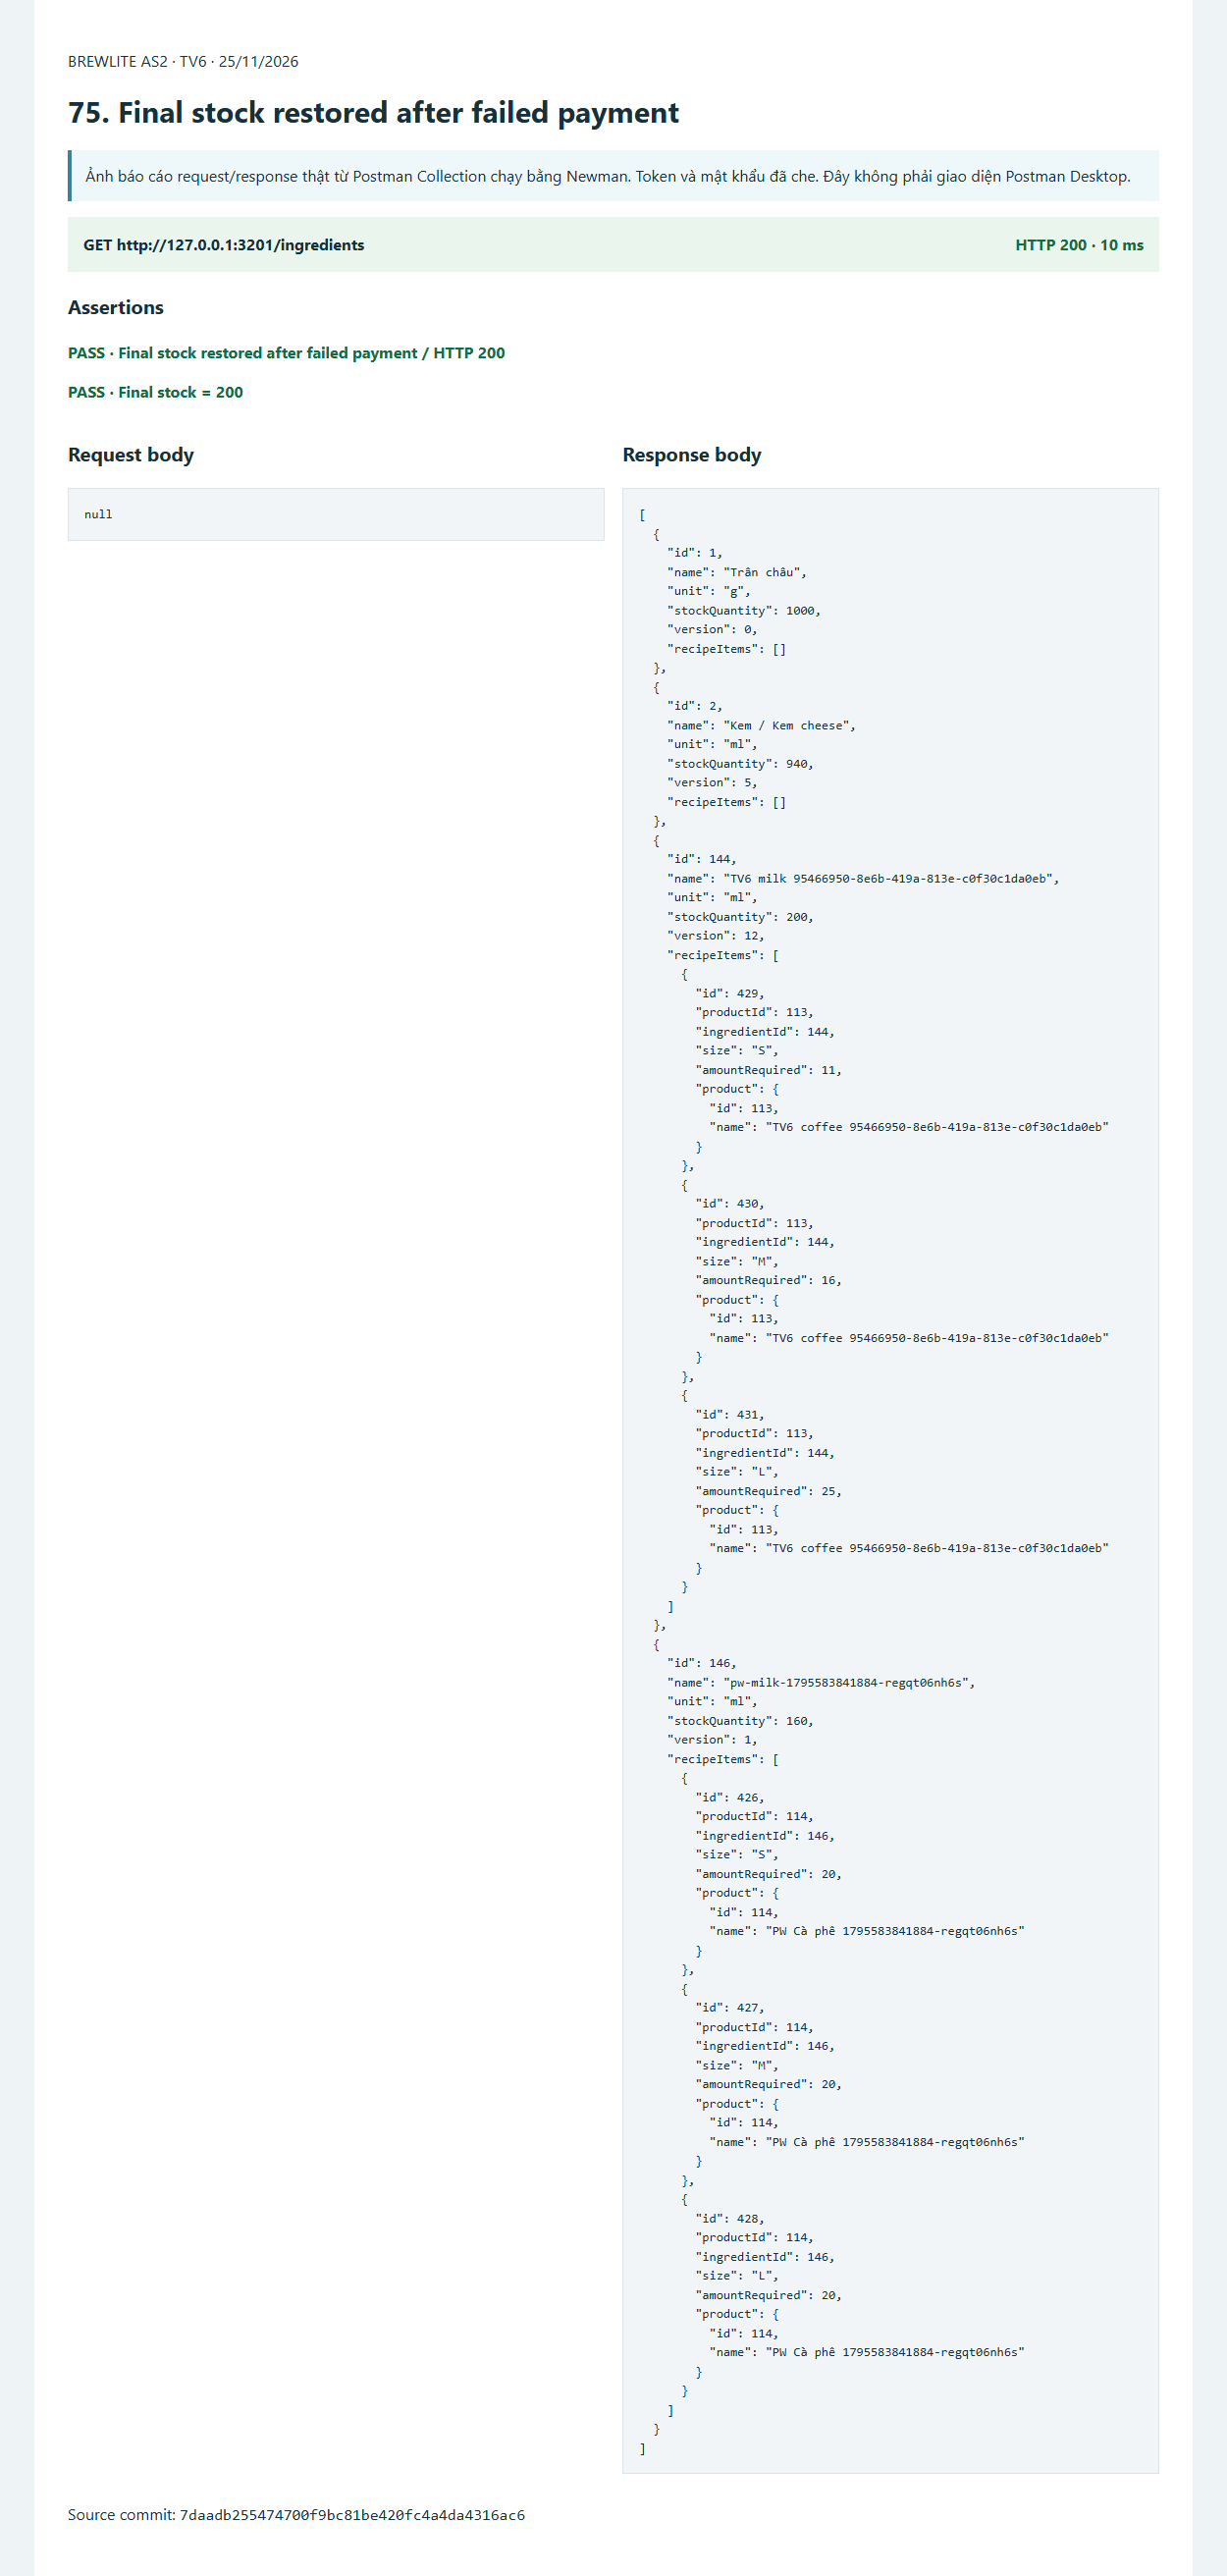 BREWLITE AS2 · TV6 · 25/11/2026
75. Final stock restored after failed payment
Ảnh báo cáo request/response thật từ Postman Collection chạy bằng Newman. Token và mật khẩu đã che. Đây không phải giao diện Postman Desktop.
GET http://127.0.0.1:3201/ingredients
HTTP 200 · 10 ms
Assertions
PASS · Final stock restored after failed payment / HTTP 200
PASS · Final stock = 200
Request body
null
Response body
[
  {
    "id": 1,
    "name": "Trân châu",
    "unit": "g",
    "stockQuantity": 1000,
    "version": 0,
    "recipeItems": []
  },
  {
    "id": 2,
    "name": "Kem / Kem cheese",
    "unit": "ml",
    "stockQuantity": 940,
    "version": 5,
    "recipeItems": []
  },
  {
    "id": 144,
    "name": "TV6 milk 95466950-8e6b-419a-813e-c0f30c1da0eb",
    "unit": "ml",
    "stockQuantity": 200,
    "version": 12,
    "recipeItems": [
      {
        "id": 429,
        "productId": 113,
        "ingredientId": 144,
        "size": "S",
        "amountRequired": 11,
        "product": {
          "id": 113,
          "name": "TV6 coffee 95466950-8e6b-419a-813e-c0f30c1da0eb"
        }
      },
      {
        "id": 430,
        "productId": 113,
        "ingredientId": 144,
        "size": "M",
        "amountRequired": 16,
        "product": {
          "id": 113,
          "name": "TV6 coffee 95466950-8e6b-419a-813e-c0f30c1da0eb"
        }
      },
      {
        "id": 431,
        "productId": 113,
        "ingredientId": 144,
        "size": "L",
        "amountRequired": 25,
        "product": {
          "id": 113,
          "name": "TV6 coffee 95466950-8e6b-419a-813e-c0f30c1da0eb"
        }
      }
    ]
  },
  {
    "id": 146,
    "name": "pw-milk-1795583841884-regqt06nh6s",
    "unit": "ml",
    "stockQuantity": 160,
    "version": 1,
    "recipeItems": [
      {
        "id": 426,
        "productId": 114,
        "ingredientId": 146,
        "size": "S",
        "amountRequired": 20,
        "product": {
          "id": 114,
          "name": "PW Cà phê 1795583841884-regqt06nh6s"
        }
      },
      {
        "id": 427,
        "productId": 114,
        "ingredientId": 146,
        "size": "M",
        "amountRequired": 20,
        "product": {
          "id": 114,
          "name": "PW Cà phê 1795583841884-regqt06nh6s"
        }
      },
      {
        "id": 428,
        "productId": 114,
        "ingredientId": 146,
        "size": "L",
        "amountRequired": 20,
        "product": {
          "id": 114,
          "name": "PW Cà phê 1795583841884-regqt06nh6s"
        }
      }
    ]
  }
]
Source commit: 7daadb255474700f9bc81be420fc4a4da4316ac6